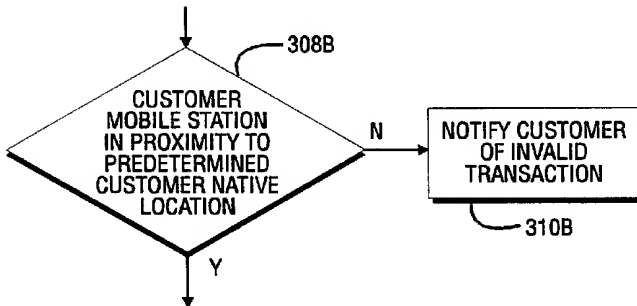 308B
CUSTOMER
MOBILE STATION
IN PROXIMITY TO
PREDETERMINED
CUSTOMER NATIVE
LOCATION
N
NOTIFY CUSTOMER
OF INVALID
TRANSACTION
310B
Y